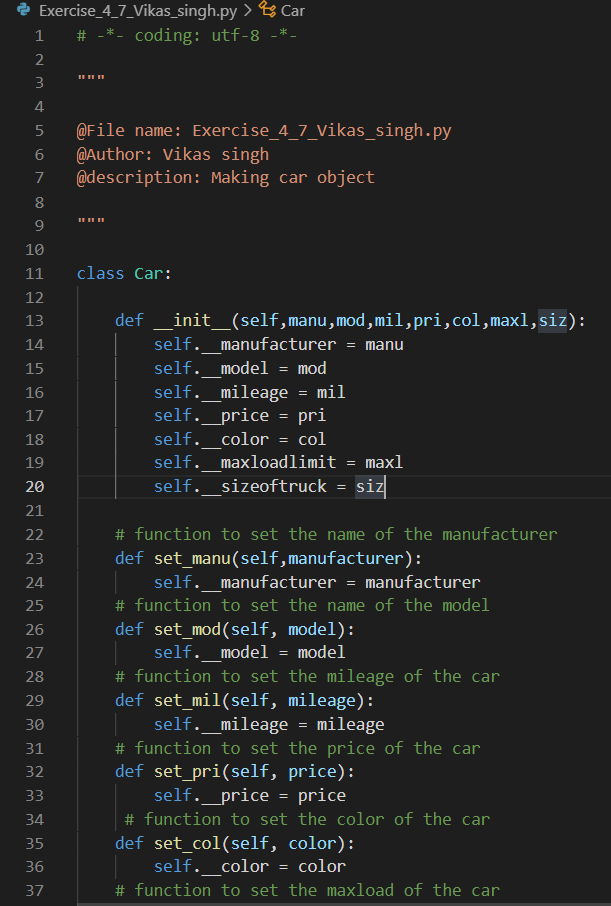 Exercise_4_7_Vikas_singh.py > Car
1 # -*- coding: utf-8 -*-
2
3 """
4
5 @File name: Exercise_4_7_Vikas_singh.py
6 @Author: Vikas singh
7 @description: Making car object
8
9 """
10
11 class Car:
12
13 def __init__(self,manu,mod,mil,pri,col,maxl,siz):
14 self.__manufacturer = manu
15 self.__model = mod
16 self.__mileage = mil
17 self.__price = pri
18 self.__color = col
19 self.__maxloadlimit = maxl
20 self.__sizeoftruck = siz
21
22 # function to set the name of the manufacturer
23 def set_manu(self,manufacturer):
24 self.__manufacturer = manufacturer
25 # function to set the name of the model
26 def set_mod(self, model):
27 self.__model = model
28 # function to set the mileage of the car
29 def set_mil(self, mileage):
30 self.__mileage = mileage
31 # function to set the price of the car
32 def set_pri(self, price):
33 self.__price = price
34 # function to set the color of the car
35 def set_col(self, color):
36 self.__color = color
37 # function to set the maxload of the car